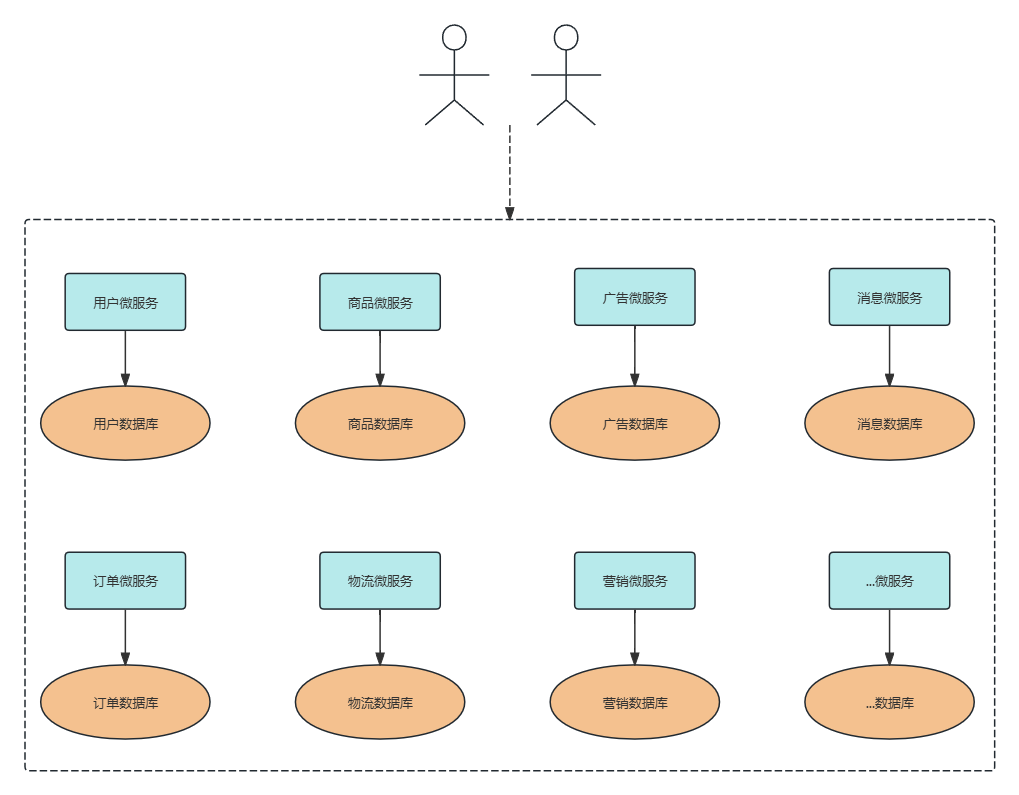 用户微服务
商品微服务
广告微服务
消息微服务
用户数据库
商品数据库
广告数据库
消息数据库
订单微服务
物流微服务
营销微服务
...微服务
订单数据库
物流数据库
营销数据库
...数据库